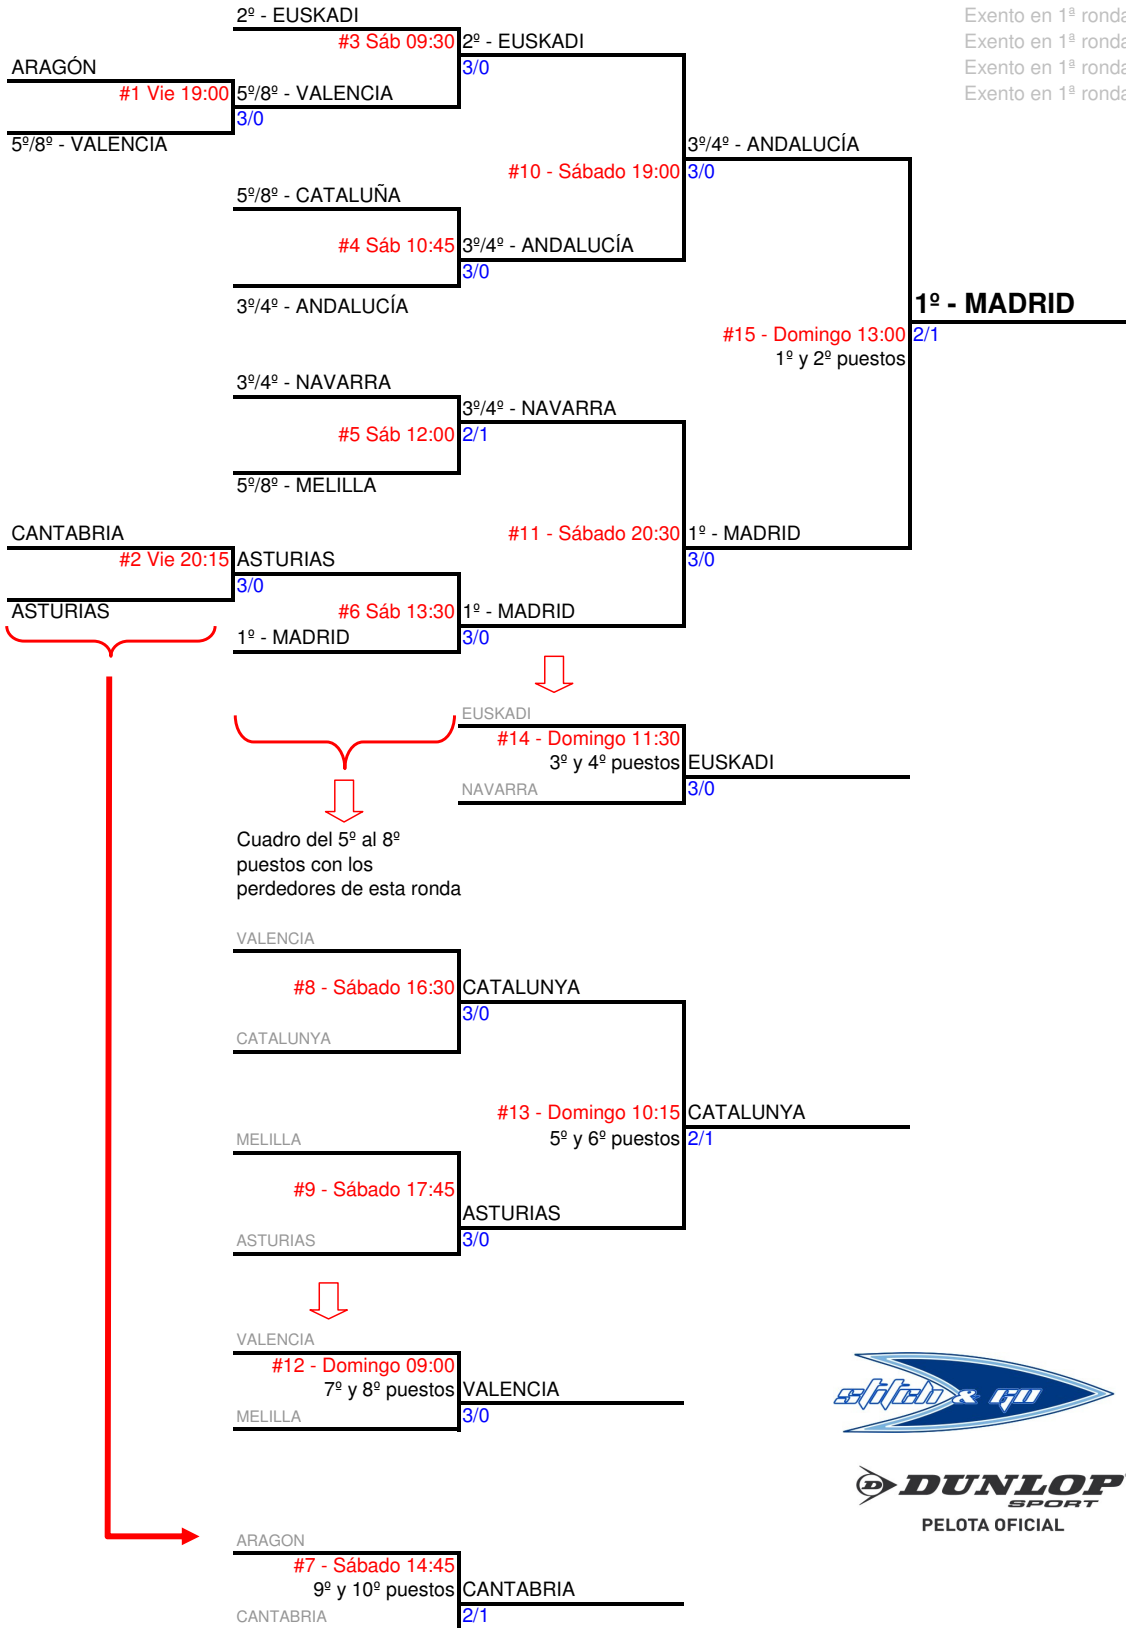 2º - EUSKADI
Exento en 1ª ronda
#3 Sáb 09:30
2º - EUSKADI
Exento en 1ª ronda
ARAGÓN
3/0
Exento en 1ª ronda
#1 Vie 19:00
5º/8º - VALENCIA
Exento en 1ª ronda
3/0
5º/8º - VALENCIA
3º/4º - ANDALUCÍA
#10 - Sábado 19:00
3/0
5º/8º - CATALUÑA
#4 Sáb 10:45
3º/4º - ANDALUCÍA
3/0
3º/4º - ANDALUCÍA
1º - MADRID
#15 - Domingo 13:00
2/1
1º y 2º puestos
3º/4º - NAVARRA
3º/4º - NAVARRA
#5 Sáb 12:00
2/1
5º/8º - MELILLA
CANTABRIA
#11 - Sábado 20:30
1º - MADRID
#2 Vie 20:15
ASTURIAS
3/0
3/0
ASTURIAS
#6 Sáb 13:30
1º - MADRID
1º - MADRID
3/0
EUSKADI
#14 - Domingo 11:30
3º y 4º puestos
EUSKADI
NAVARRA
3/0
Cuadro del 5º al 8º
puestos con los
perdedores de esta ronda
VALENCIA
#8 - Sábado 16:30
CATALUNYA
3/0
CATALUNYA
#13 - Domingo 10:15
CATALUNYA
MELILLA
5º y 6º puestos
2/1
#9 - Sábado 17:45
ASTURIAS
ASTURIAS
3/0
VALENCIA
#12 - Domingo 09:00
7º y 8º puestos
VALENCIA
MELILLA
3/0
stitch & GO
DUNLOP
SPORT
PELOTA OFICIAL
ARAGON
#7 - Sábado 14:45
9º y 10º puestos
CANTABRIA
CANTABRIA
2/1